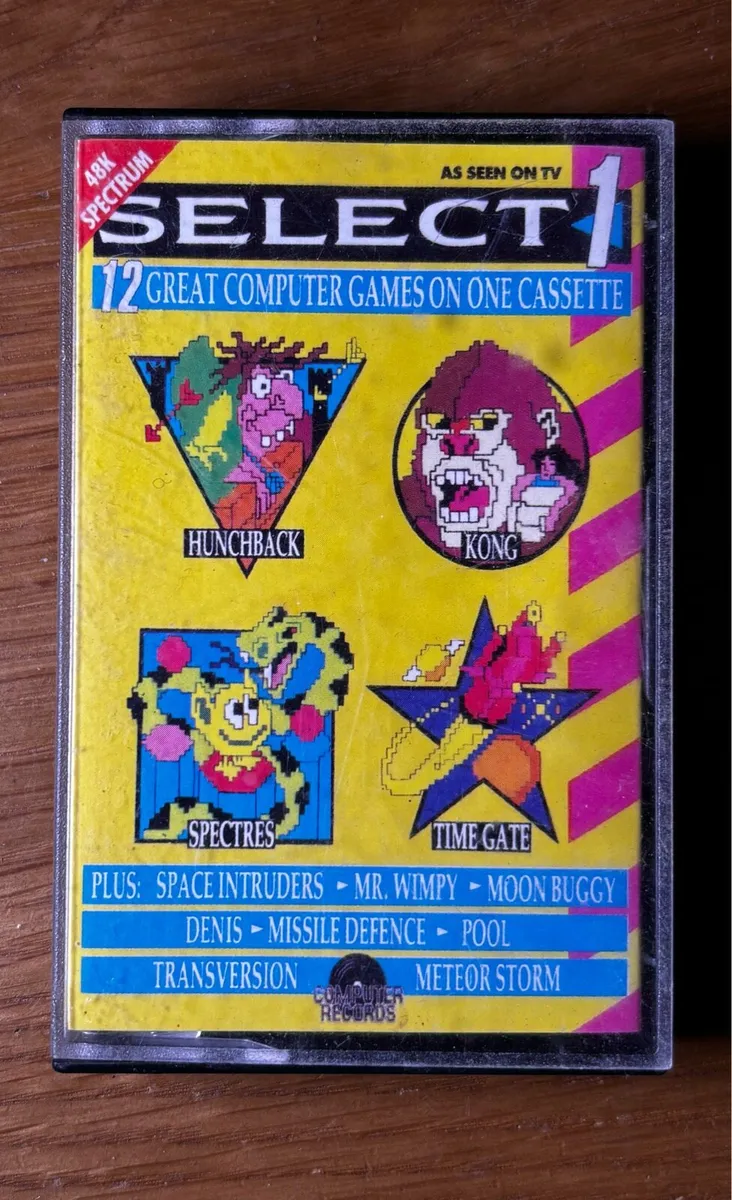 48K
SPECTRUM
AS SEEN ON TV
SELECT 1
12 GREAT COMPUTER GAMES ON ONE CASSETTE
HUNCHBACK
KONG
SPECTRES
TIME GATE
PLUS: SPACE INTRUDERS ► MR. WIMPY ► MOON BUGGY
DENIS ► MISSILE DEFENCE ► POOL
TRANSVERSION
METEOR STORM
COMPUTER
RECORDS